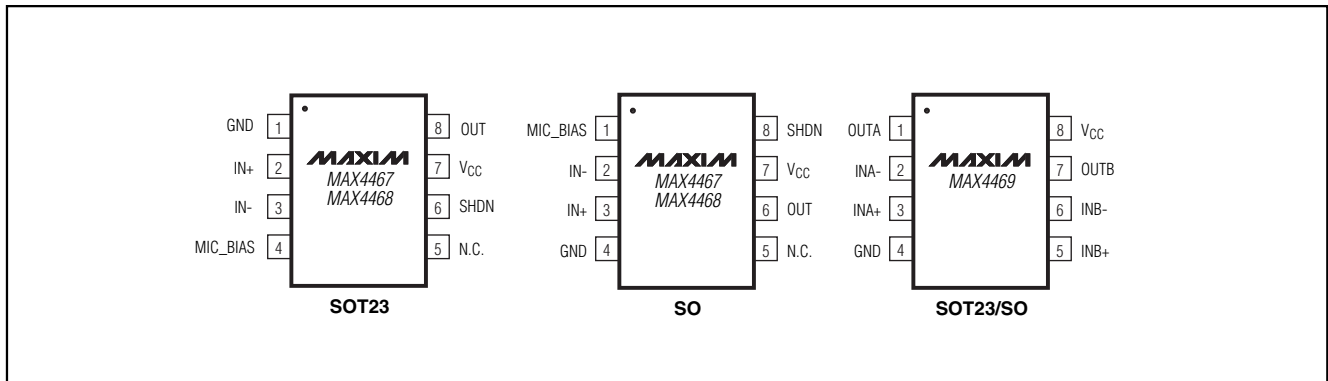 GND 1
IN+ 2
IN- 3
MIC_BIAS 4
MAXIM
MAX4467
MAX4468
8 OUT
7 VCC
6 SHDN
5 N.C.
SOT23
MIC_BIAS 1
IN- 2
IN+ 3
GND 4
MAXIM
MAX4467
MAX4468
8 SHDN
7 VCC
6 OUT
5 N.C.
SO
OUTA 1
INA- 2
INA+ 3
GND 4
MAXIM
MAX4469
8 VCC
7 OUTB
6 INB-
5 INB+
SOT23/SO